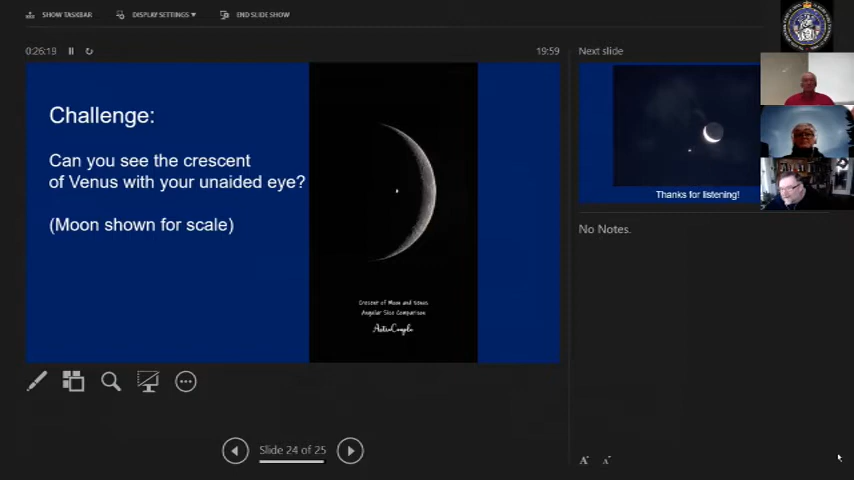 SHOW TASKBAR
DISPLAY SETTINGS
END SLIDE SHOW
0:26:19
19:59
Next slide
Challenge:
Can you see the crescent
of Venus with your unaided eye?
(Moon shown for scale)
Crescent of Moon and Venus
Angular Size Comparison
AstroCouple
Thanks for listening!
No Notes.
Slide 24 of 25
A
A